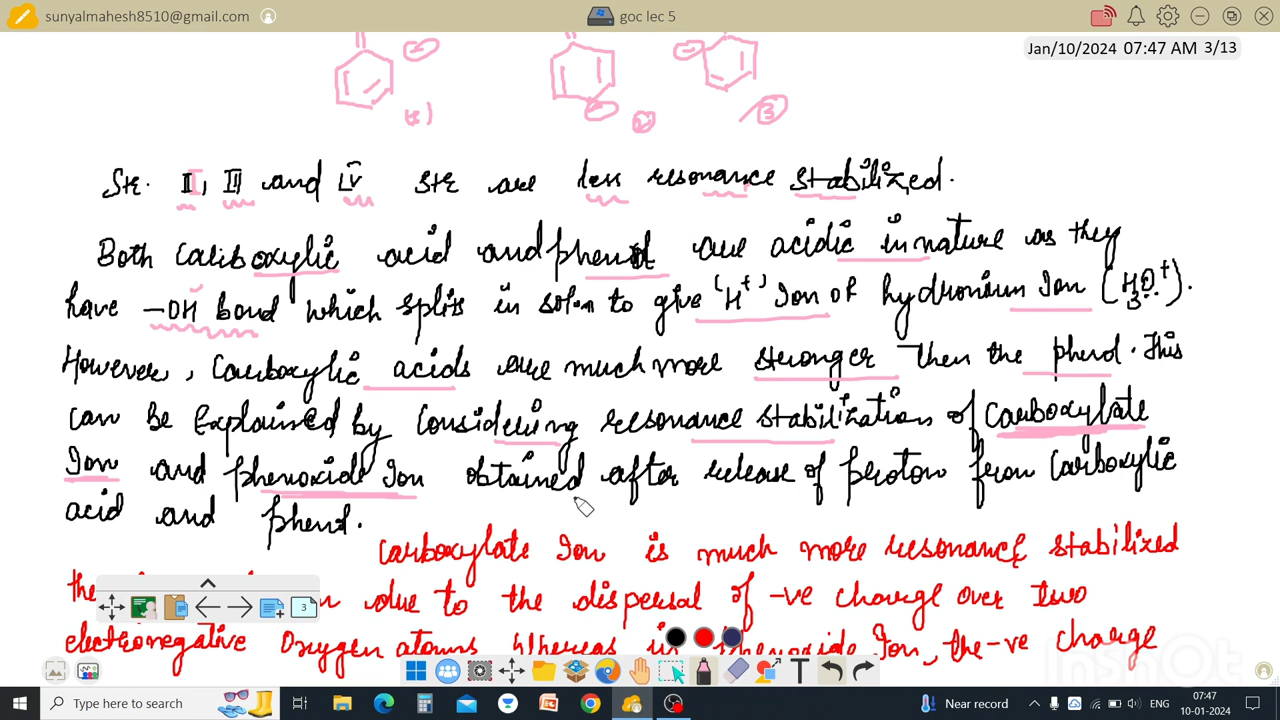 sunyalmahesh8510@gmail.com
goc lec 5
Jan/10/2024 07:47 AM 3/13
Str. II, III and IV str are less resonance stabilized.
Both carboxylic acid and phenol are acidic in nature as they
have -OH bond which splits in soln to give (H+) Ion or hydronium Ion (H3O+).
However, Carboxylic acids are much more stronger then the phenol. This
can be Explained by Considering resonance stabilization of Carboxylate
Ion and phenoxide Ion obtained after release of proton from Carboxylic
acid and phenol.
Carboxylate Ion is much more resonance stabilized
due to the dispersal of -ve charge over two
electronegative Oxygen atoms whereas in phenoxide Ion, the -ve charge
3
Type here to search
Near record
ENG
07:47
10-01-2024